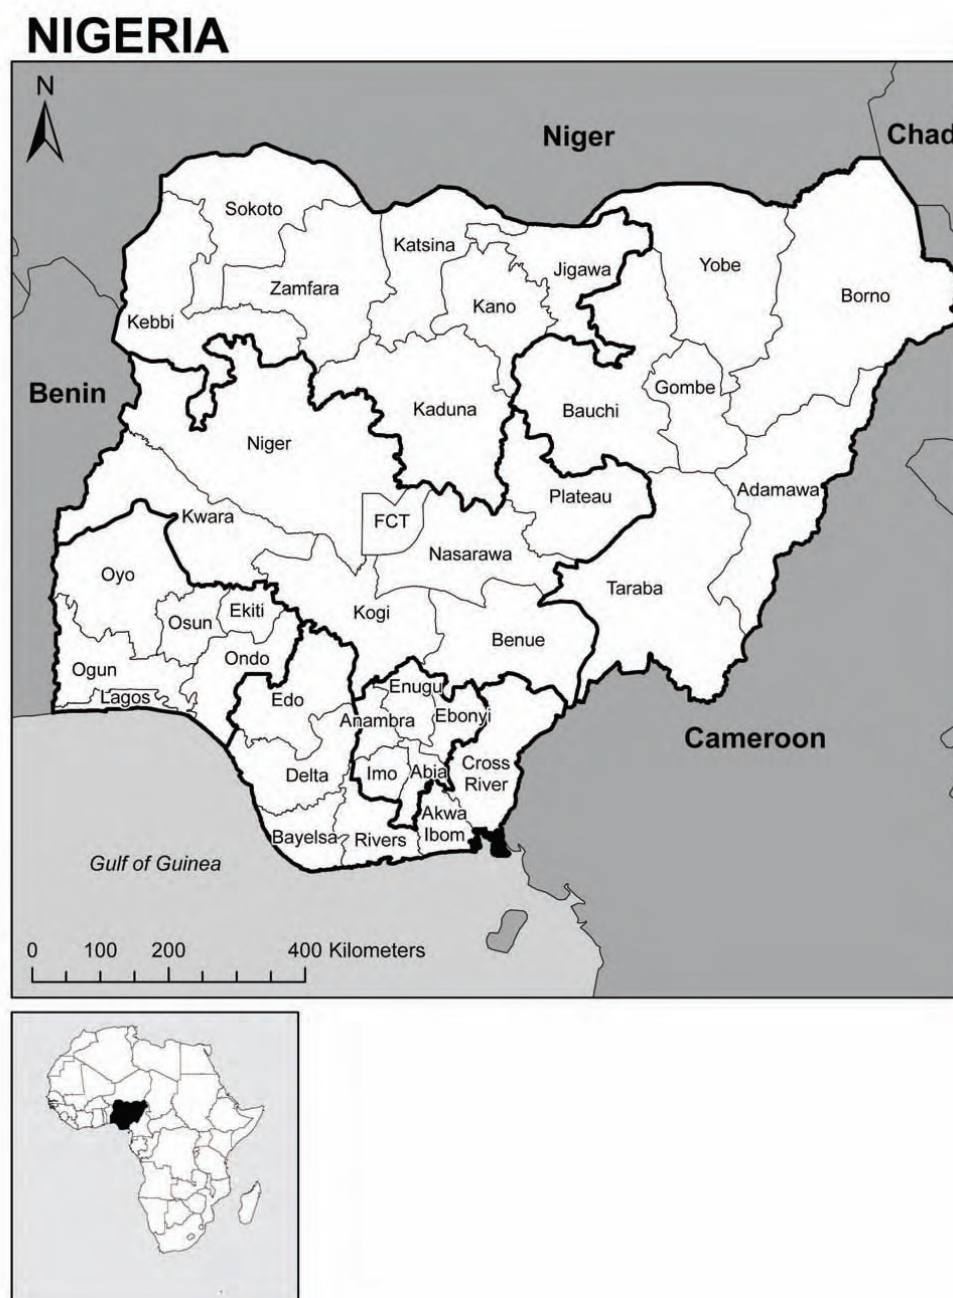 NIGERIA
N
Niger
Chad
Sokoto
Katsina
Jigawa
Yobe
Zamfara
Kano
Borno
Kebbi
Benin
Gombe
Kaduna
Bauchi
Niger
Plateau
Adamawa
Kwara
FCT
Nasarawa
Oyo
Taraba
Ekiti
Osun
Kogi
Benue
Ondo
Ogun
Enugu
Lagos
Edo
Anambra
Ebonyi
Cameroon
Delta
Imo
Abia
Cross
River
Akwa
Ibom
Bayelsa
Rivers
Gulf of Guinea
0 100 200 400 Kilometers